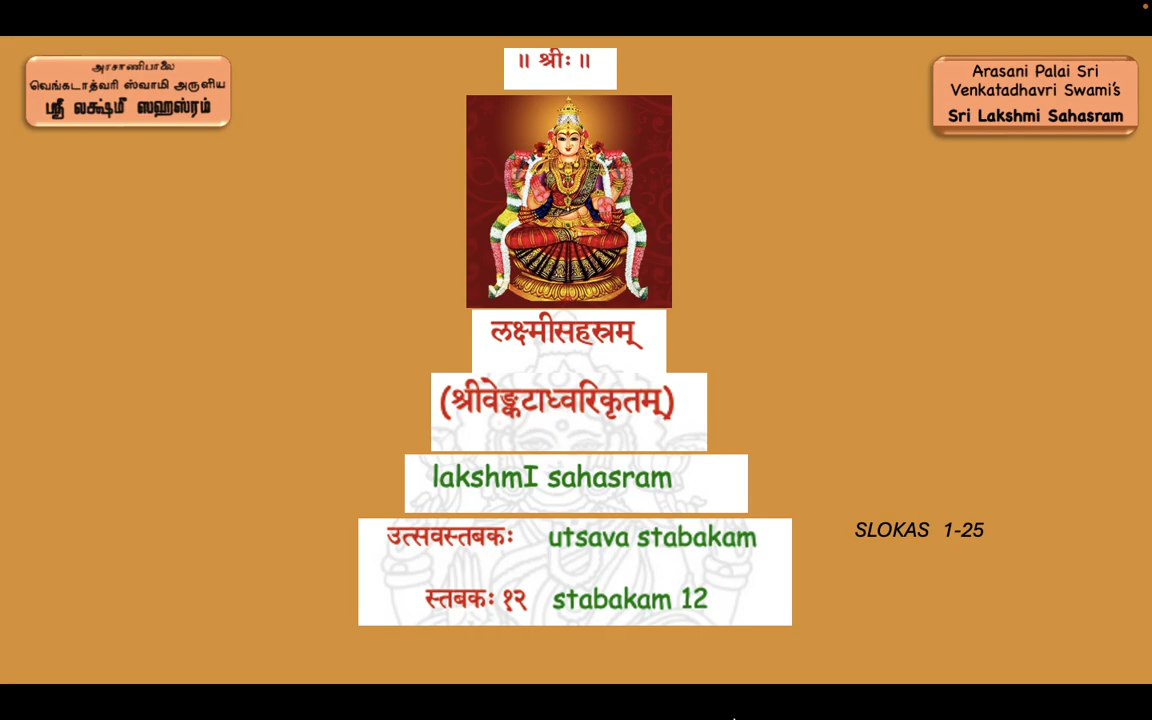 ॥ श्रीः ॥
அரசாணிபாலை
வெங்கடாத்வரி ஸ்வாமி அருளிய
ஸ்ரீ லக்ஷ்மீ ஸஹஸ்ரம்
Arasani Palai Sri
Venkatadhavri Swami's
Sri Lakshmi Sahasram
लक्ष्मीसहस्रम्
(श्रीवेङ्कटाध्वरिकृतम्)
lakshmI sahasram
उत्सवस्तबकः utsava stabakam
SLOKAS 1-25
स्तबकः १२ stabakam 12